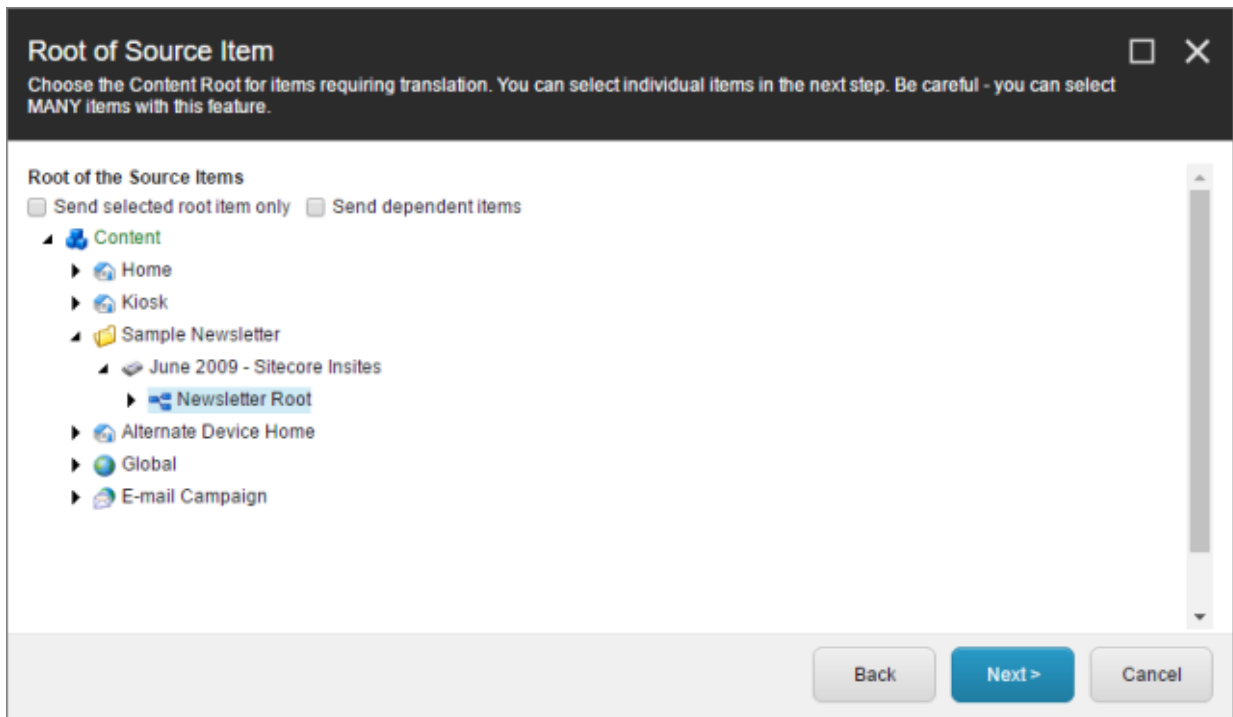 Root of Source Item
Choose the Content Root for items requiring translation. You can select individual items in the next step. Be careful - you can select
MANY items with this feature.
Root of the Source Items
Send selected root item only Send dependent items
Content
Home
Kiosk
Sample Newsletter
June 2009 - Sitecore Insites
Newsletter Root
Alternate Device Home
Global
E-mail Campaign
Back Next > Cancel